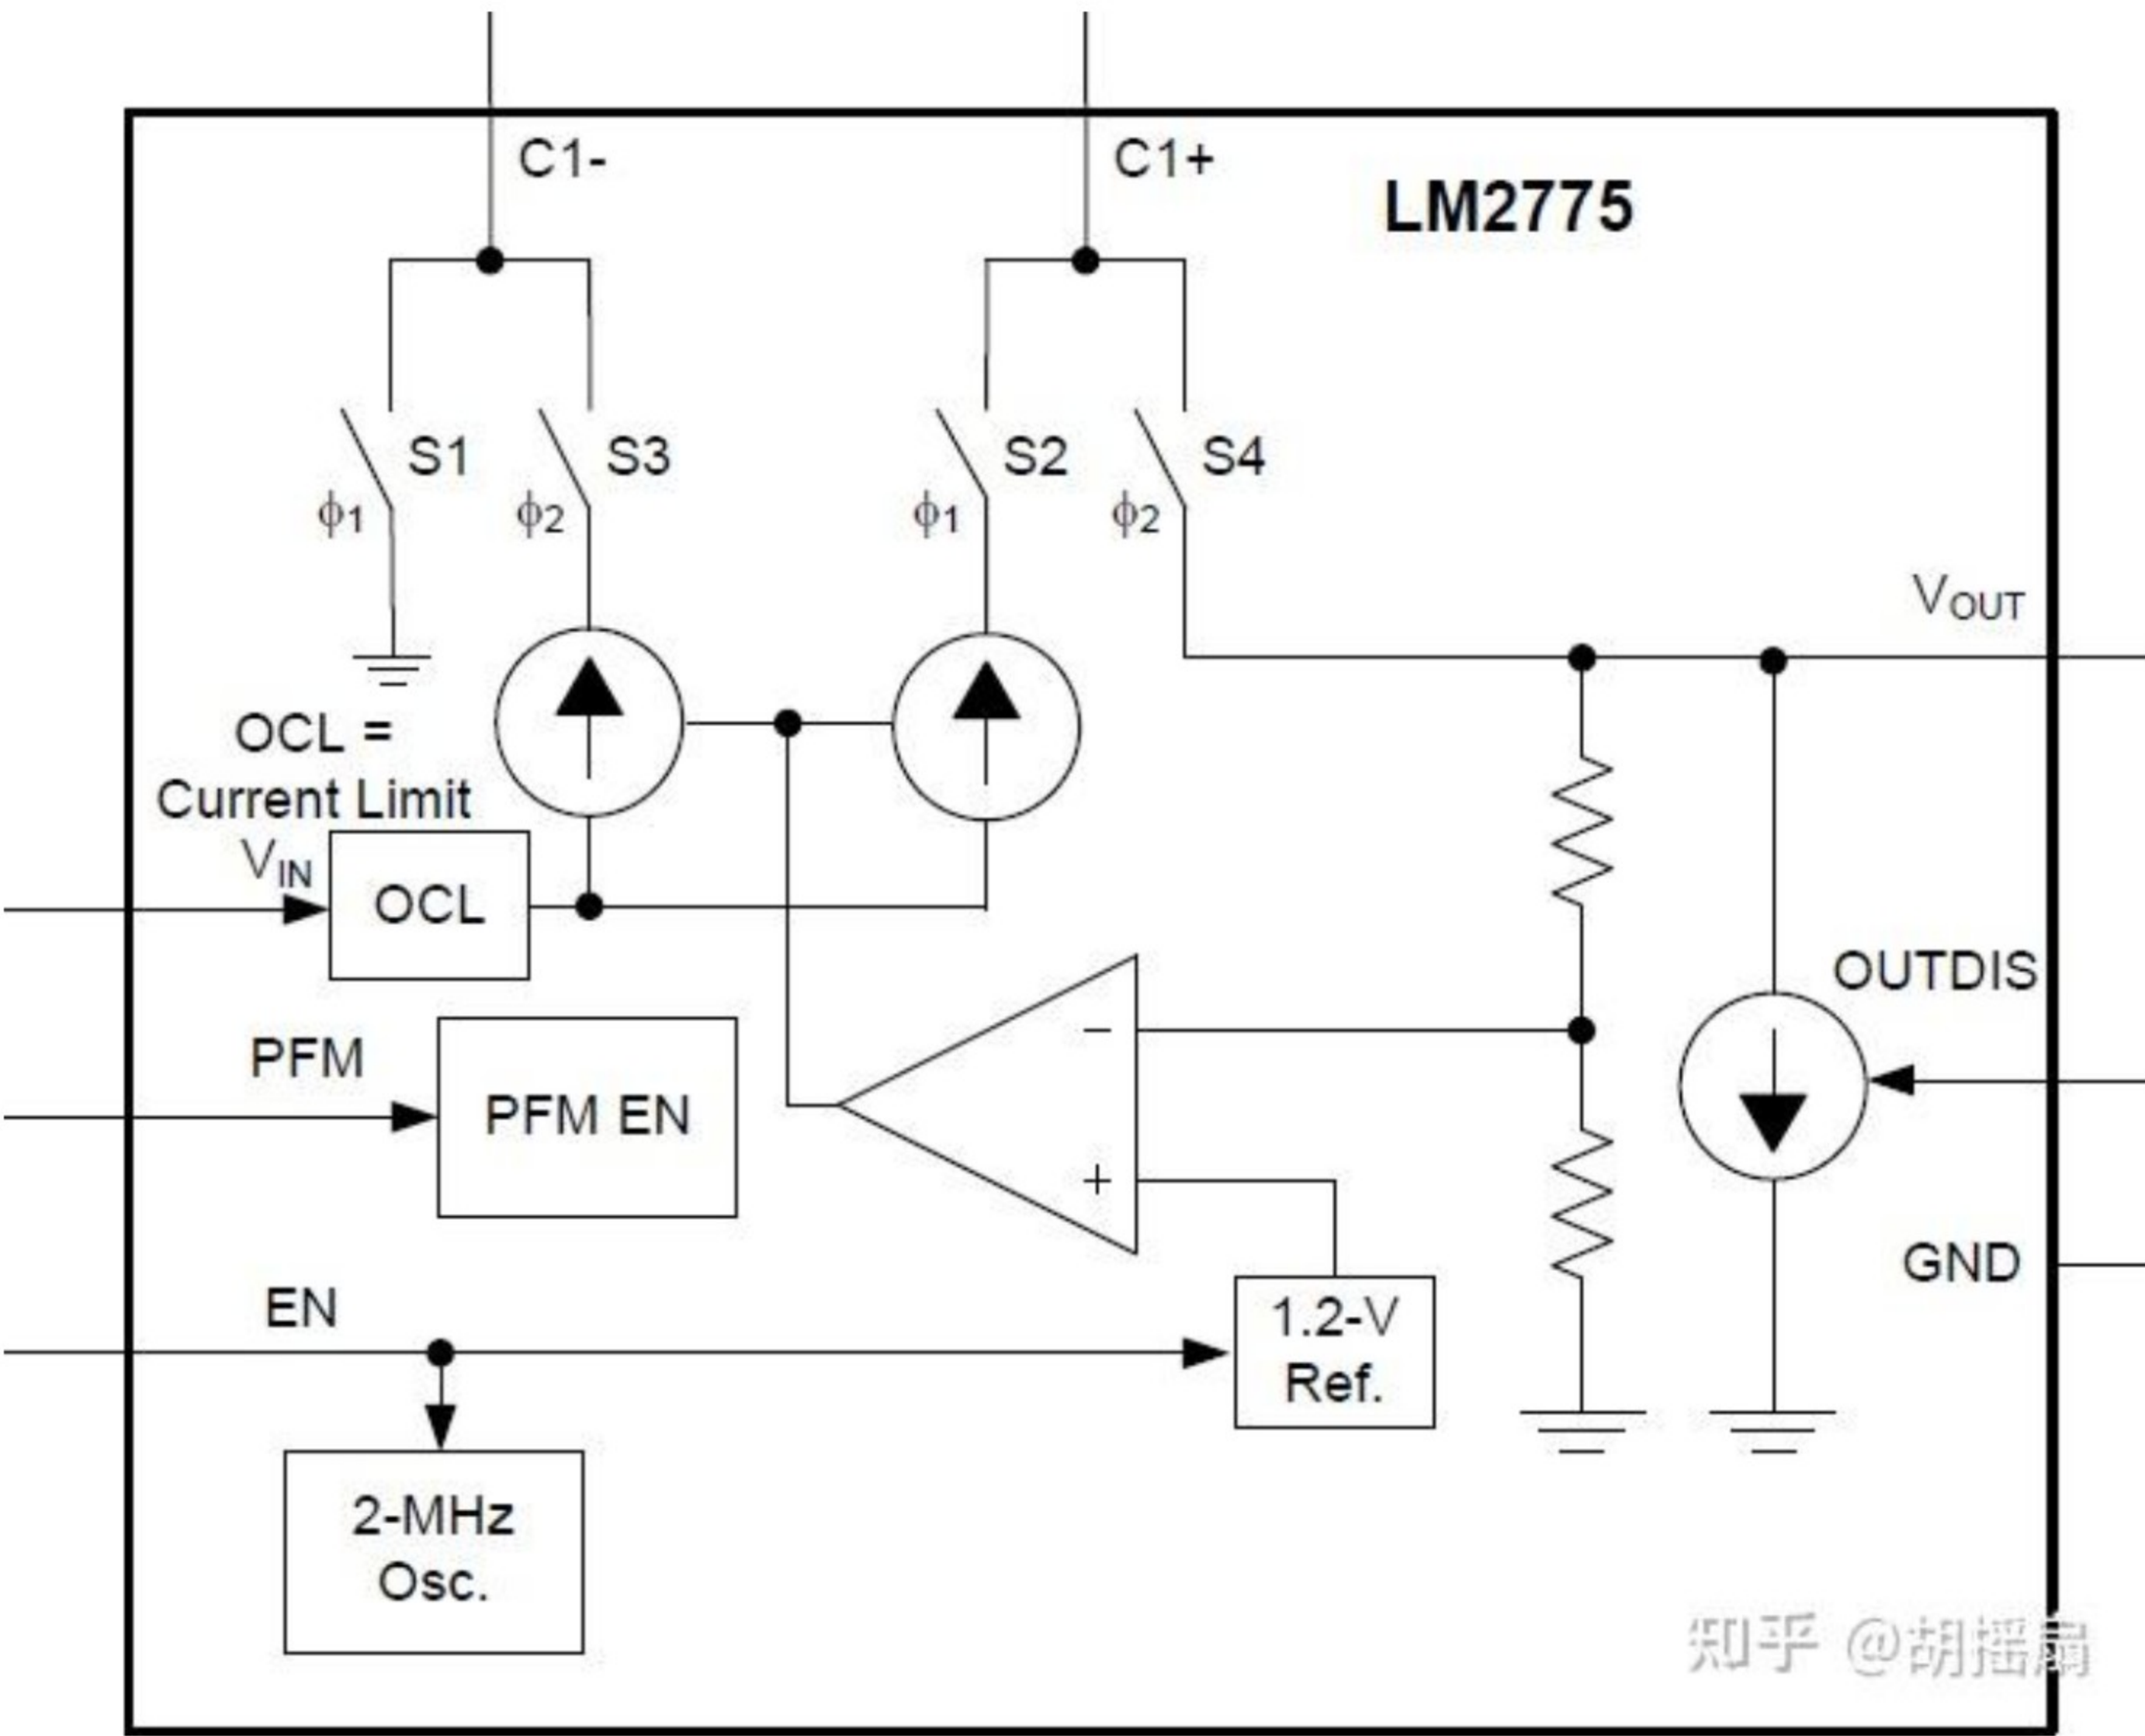 C1-
C1+
LM2775
S1
S3
S2
S4
ϕ1
ϕ2
ϕ1
ϕ2
VOUT
OCL =
Current Limit
VIN
OCL
OUTDIS
PFM
PFM EN
−
+
GND
EN
1.2-V
Ref.
2-MHz
Osc.
知乎 @胡摇扇